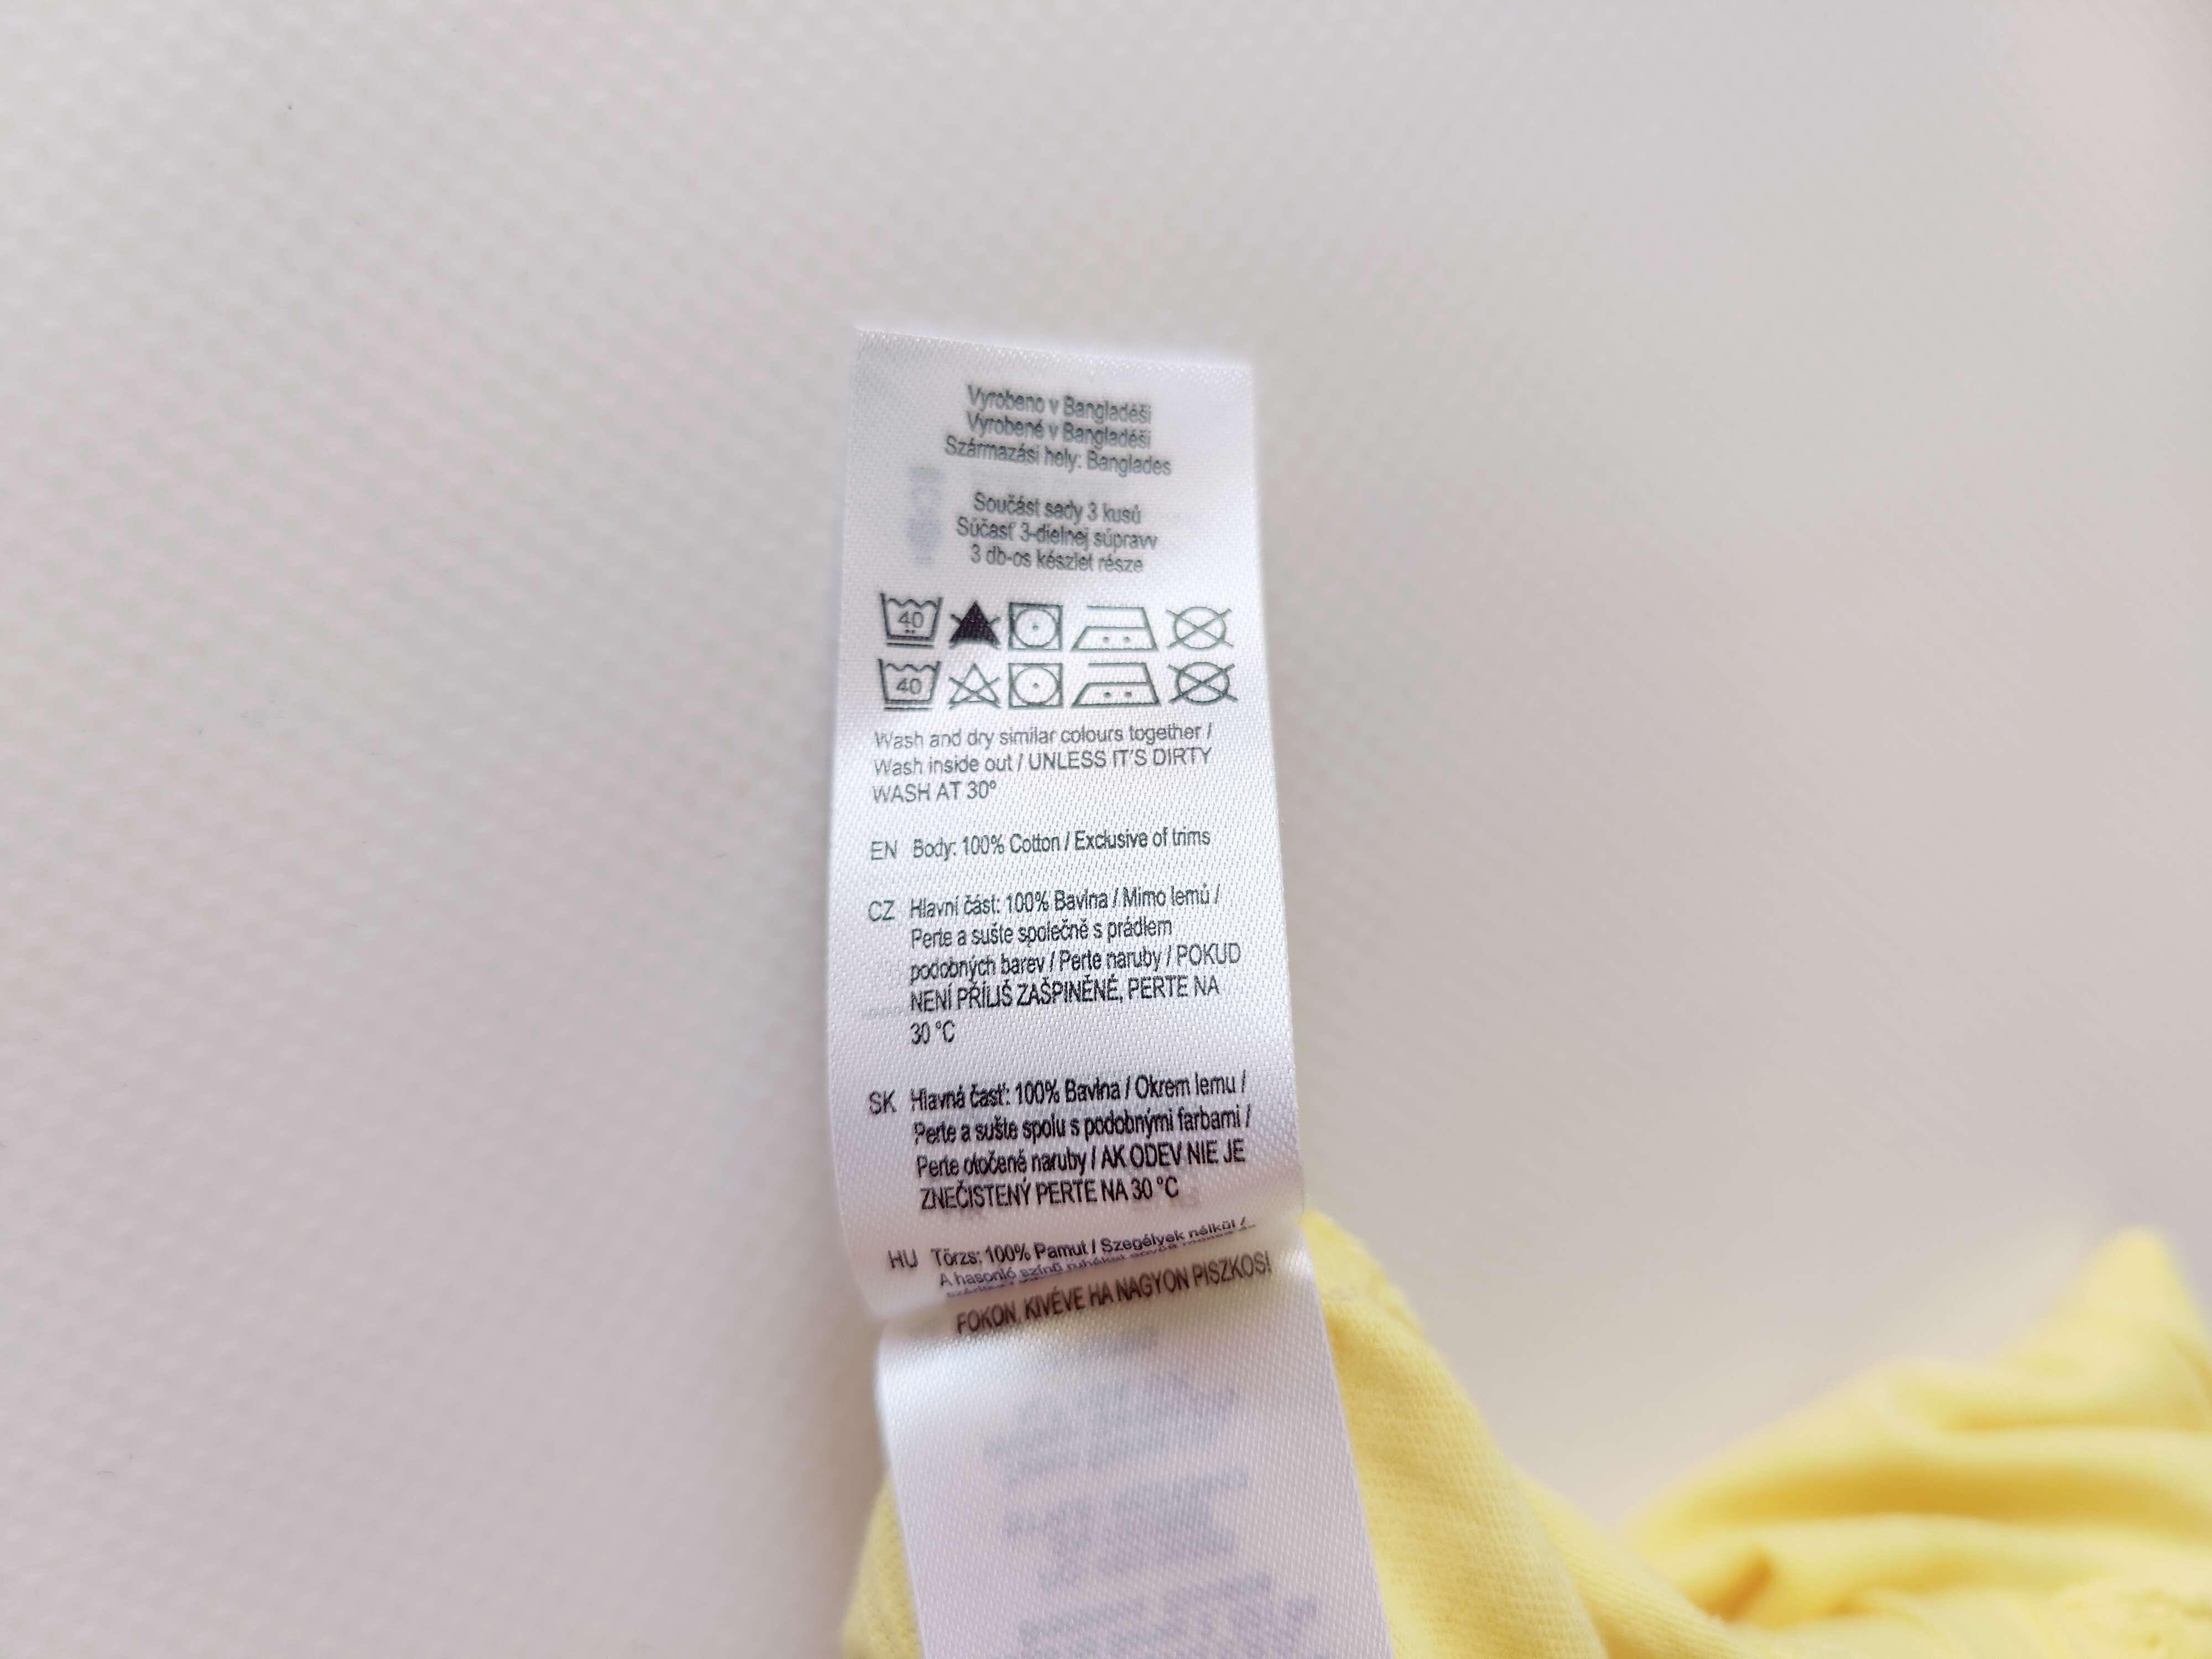 Vyrobeno v Bangladéši
Vyrobené v Bangladéši
Származási hely: Banglades
Součást sady 3 kusů
Súčasť 3-dielnej súpravy
3 db-os készlet része
40
40
Wash and dry similar colours together /
Wash inside out / UNLESS IT'S DIRTY
WASH AT 30°
EN Body: 100% Cotton / Exclusive of trims
CZ Hlavní část: 100% Bavlna / Mimo lemů /
Perte a sušte společně s prádlem
podobných barev / Perte naruby / POKUD
NENÍ PŘÍLIŠ ZAŠPINĚNÉ, PERTE NA
30 °C
SK Hlavná časť: 100% Bavlna / Okrem lemu /
Perte a sušte spolu s podobnými farbami /
Perte otočené naruby / AK ODEV NIE JE
ZNEČISTENÝ PERTE NA 30 °C
HU Törzs: 100% Pamut / Szegélyek nélkül /
A hasonló színű
FOKON, KIVÉVE HA NAGYON PISZKOS!